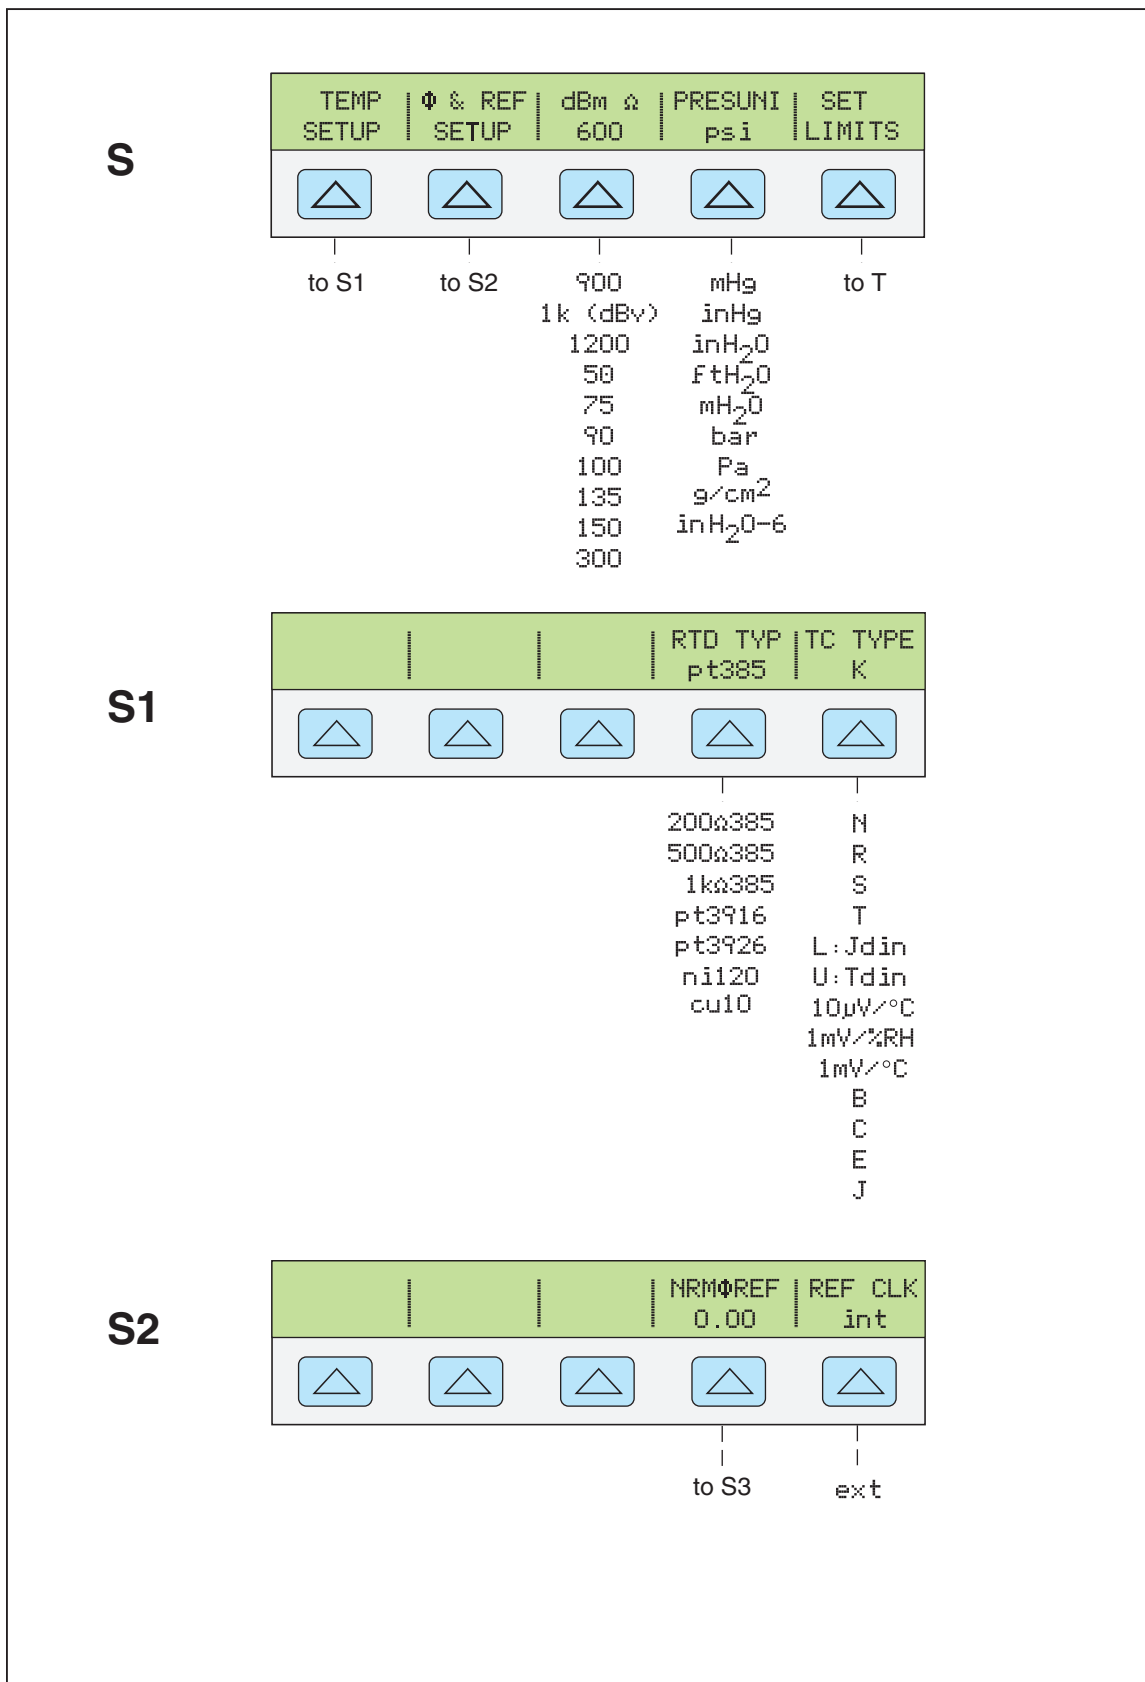 S
TEMP SETUP | Φ & REF SETUP | dBm Ω 600 | PRESUNI psi | SET LIMITS
to S1
to S2
900
1k (dBv)
1200
50
75
90
100
135
150
300
mHg
inHg
inH₂O
ftH₂O
mH₂O
bar
Pa
g/cm²
inH₂O-6
to T
S1
RTD TYP pt385 | TC TYPE K
200Ω385
500Ω385
1kΩ385
pt3916
pt3926
ni120
cu10
N
R
S
T
L:Jdin
U:Tdin
10µV/°C
1mV/%RH
1mV/°C
B
C
E
J
S2
NRMΦREF 0.00 | REF CLK int
to S3
ext